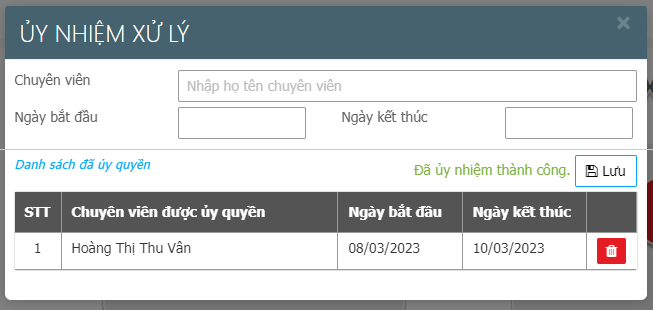 ỦY NHIỆM XỬ LÝ
×
Chuyên viên
Nhập họ tên chuyên viên
Ngày bắt đầu
Ngày kết thúc
Danh sách đã ủy quyền
Đã ủy nhiệm thành công.
Lưu
STT Chuyên viên được ủy quyền Ngày bắt đầu Ngày kết thúc
1 Hoàng Thị Thu Vân 08/03/2023 10/03/2023